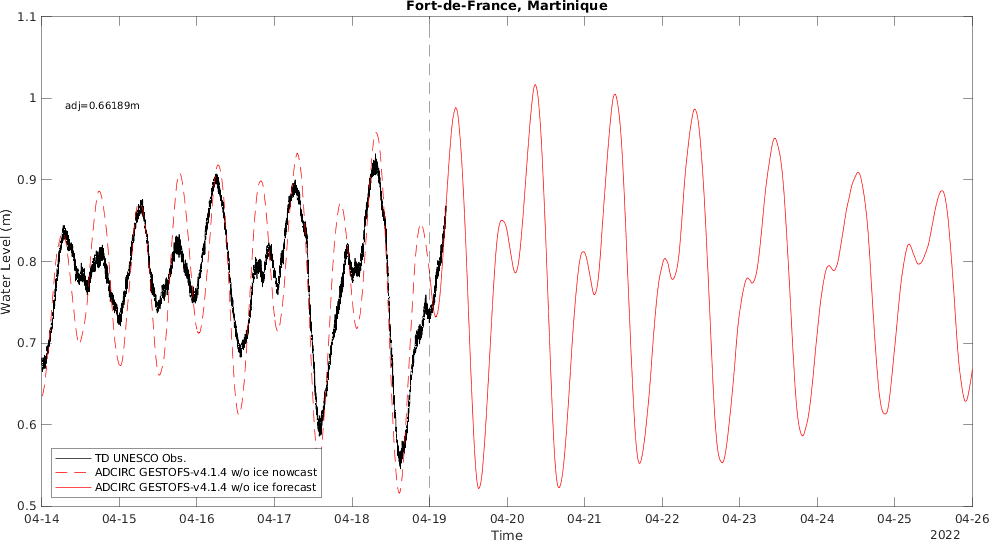 Fort-de-France, Martinique
1.1
1
0.9
0.8
0.7
0.6
0.5
Water Level (m)
adj=0.66189m
TD UNESCO Obs.
ADCIRC GESTOFS-v4.1.4 w/o ice nowcast
ADCIRC GESTOFS-v4.1.4 w/o ice forecast
04-14 04-15 04-16 04-17 04-18 04-19 04-20 04-21 04-22 04-23 04-24 04-25 04-26
Time
2022